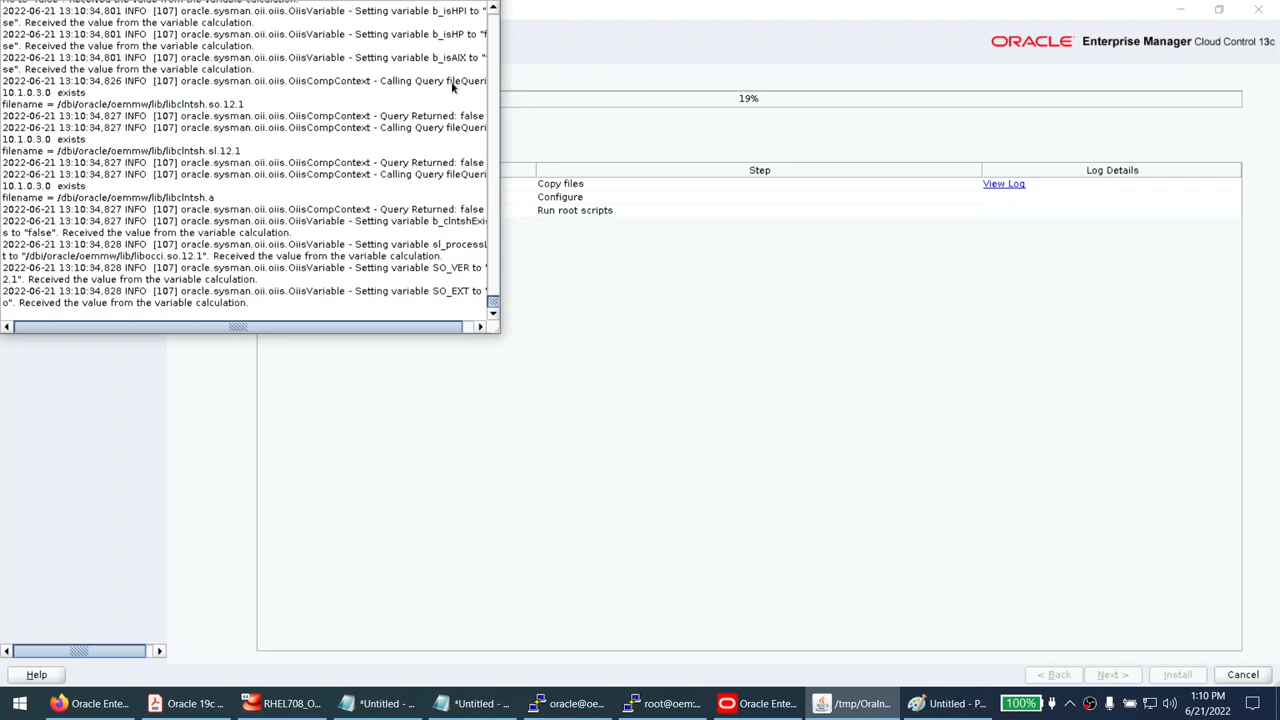 2022-06-21 13:10:34,801 INFO [107] oracle.sysman.oii.oiis.OiisVariable - Setting variable b_isHPI to "
se". Received the value from the variable calculation.
2022-06-21 13:10:34,801 INFO [107] oracle.sysman.oii.oiis.OiisVariable - Setting variable b_isHP to "f
se". Received the value from the variable calculation.
2022-06-21 13:10:34,801 INFO [107] oracle.sysman.oii.oiis.OiisVariable - Setting variable b_isAIX to "
se". Received the value from the variable calculation.
2022-06-21 13:10:34,826 INFO [107] oracle.sysman.oii.oiis.OiisCompContext - Calling Query fileQueri
10.1.0.3.0 exists
filename = /dbi/oracle/oemmw/lib/libclntsh.so.12.1
2022-06-21 13:10:34,827 INFO [107] oracle.sysman.oii.oiis.OiisCompContext - Query Returned: false
2022-06-21 13:10:34,827 INFO [107] oracle.sysman.oii.oiis.OiisCompContext - Calling Query fileQueri
10.1.0.3.0 exists
filename = /dbi/oracle/oemmw/lib/libclntsh.sl.12.1
2022-06-21 13:10:34,827 INFO [107] oracle.sysman.oii.oiis.OiisCompContext - Query Returned: false
2022-06-21 13:10:34,827 INFO [107] oracle.sysman.oii.oiis.OiisCompContext - Calling Query fileQueri
10.1.0.3.0 exists
filename = /dbi/oracle/oemmw/lib/libclntsh.a
2022-06-21 13:10:34,827 INFO [107] oracle.sysman.oii.oiis.OiisCompContext - Query Returned: false
2022-06-21 13:10:34,827 INFO [107] oracle.sysman.oii.oiis.OiisVariable - Setting variable b_clntshExi
s to "false". Received the value from the variable calculation.
2022-06-21 13:10:34,828 INFO [107] oracle.sysman.oii.oiis.OiisVariable - Setting variable sl_processL
t to "/dbi/oracle/oemmw/lib/libocci.so.12.1". Received the value from the variable calculation.
2022-06-21 13:10:34,828 INFO [107] oracle.sysman.oii.oiis.OiisVariable - Setting variable SO_VER to "
2.1". Received the value from the variable calculation.
2022-06-21 13:10:34,828 INFO [107] oracle.sysman.oii.oiis.OiisVariable - Setting variable SO_EXT to "
o". Received the value from the variable calculation.
ORACLE Enterprise Manager Cloud Control 13c
19%
Step Log Details
Copy files View Log
Configure
Run root scripts
Help < Back Next > Install Cancel
Oracle Ente... Oracle 19c ... RHEL708_O... *Untitled - ... *Untitled - ... oracle@oe... root@oem... Oracle Ente... /tmp/OraIn... Untitled - P... 100% 1:10 PM
6/21/2022